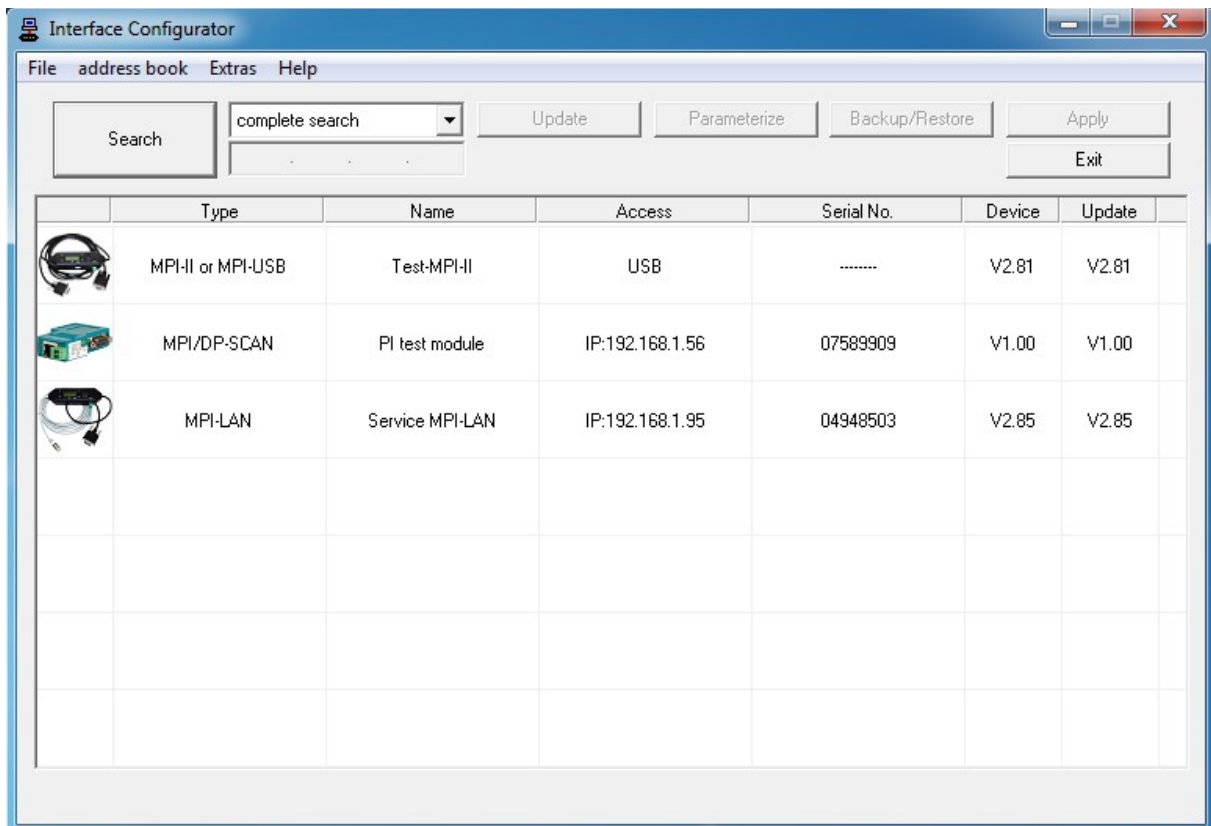 Interface Configurator
File address book Extras Help
Search complete search Update Parameterize Backup/Restore Apply
. . . Exit
Type Name Access Serial No. Device Update
MPI-II or MPI-USB Test-MPI-II USB -------- V2.81 V2.81
MPI/DP-SCAN PI test module IP:192.168.1.56 07589909 V1.00 V1.00
MPI-LAN Service MPI-LAN IP:192.168.1.95 04948503 V2.85 V2.85